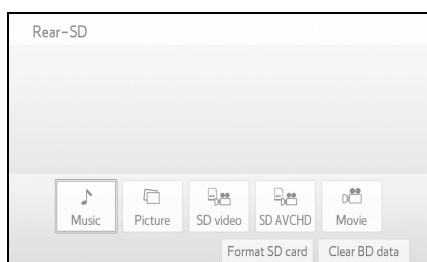 Rear-SD
Music Picture SD video SD AVCHD Movie
Format SD card Clear BD data